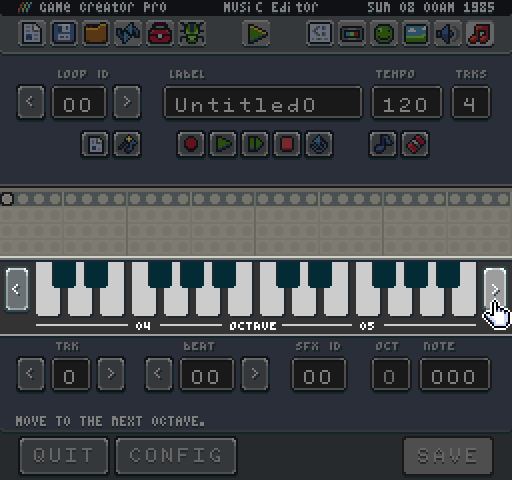 GAME CREATOR PRO MUSIC EDITOR SUN 08 00AM 1985
LOOP ID LABEL TEMPO TRKS
< 00 > Untitled0 120 4
< >
04 OCTAVE 05
TRK BEAT SFX ID OCT NOTE
< 0 > < 00 > 00 0 000
MOVE TO THE NEXT OCTAVE.
QUIT CONFIG SAVE